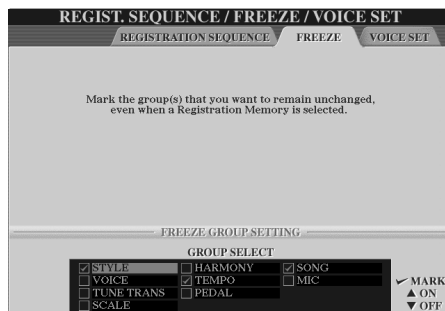 REGIST. SEQUENCE / FREEZE / VOICE SET
REGISTRATION SEQUENCE FREEZE VOICE SET
Mark the group(s) that you want to remain unchanged,
even when a Registration Memory is selected.
FREEZE GROUP SETTING
GROUP SELECT
STYLE HARMONY SONG
VOICE TEMPO MIC
TUNE TRANS PEDAL
SCALE
MARK
▲ ON
▼ OFF